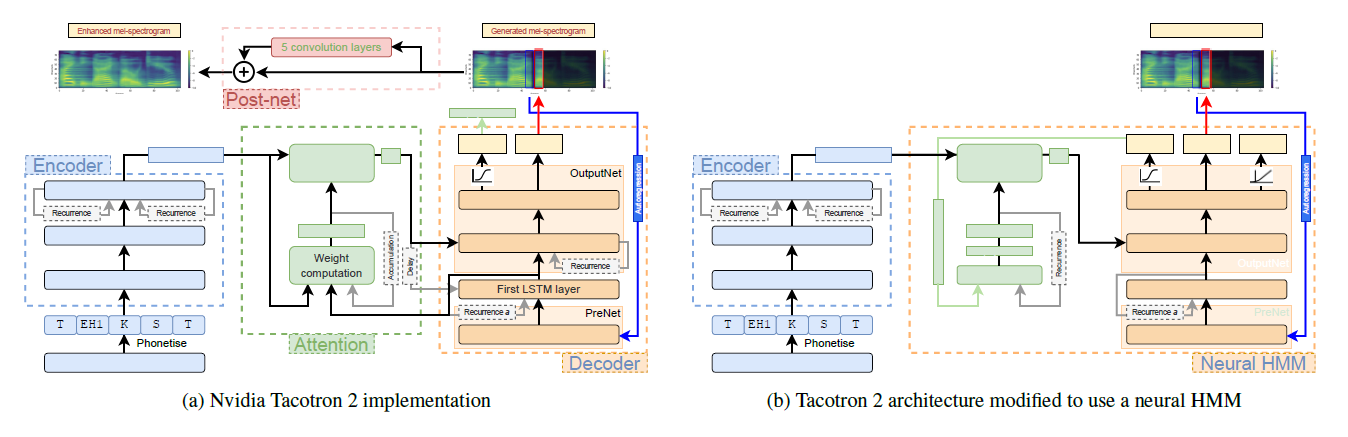 Enhanced mel-spectrogram
5 convolution layers
Generated mel-spectrogram
Post-net
Encoder
OutputNet
Autoregression
Recurrence
Recurrence
Weight
computation
Accumulation
Delay
Recurrence
First LSTM layer
Recurrence a
PreNet
T EH1 K S T
Phonetise
Attention
Decoder
(a) Nvidia Tacotron 2 implementation
Encoder
Autoregression
Recurrence
Recurrence
Recurrence
OutputNet
Recurrence a
PreNet
T EH1 K S T
Phonetise
Neural HMM
(b) Tacotron 2 architecture modified to use a neural HMM